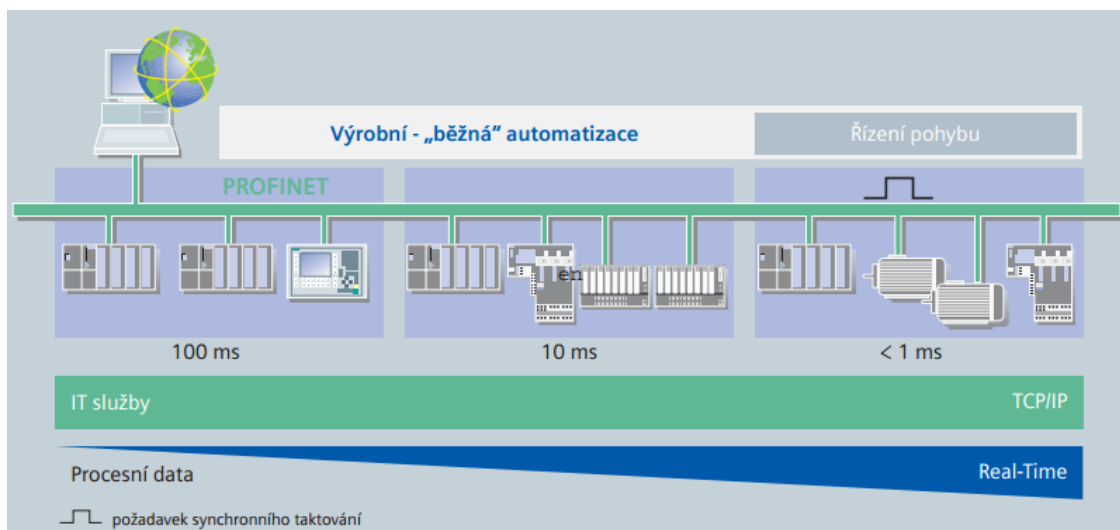 Výrobní - „běžná“ automatizace
Řízení pohybu
PROFINET
en
100 ms
10 ms
< 1 ms
IT služby
TCP/IP
Procesní data
Real-Time
požadavek synchronního taktování